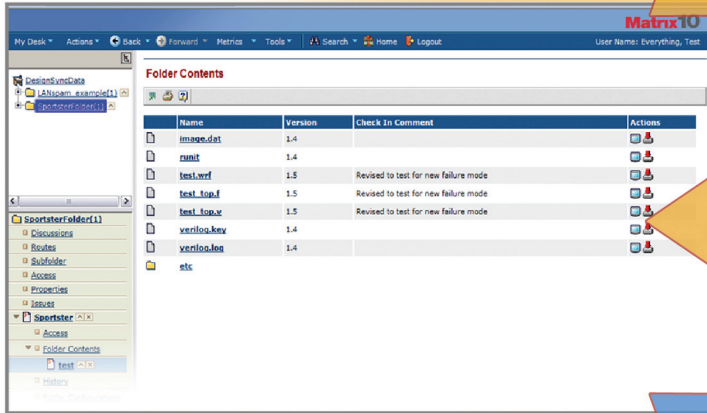 Matrix10
My Desk Actions Back Forward Metrics Tools Search Home Logout User Name: Everything, Test
DesignSyncData
LANspam_example[1]
SportsterFolder[1]
Folder Contents
Name Version Check In Comment Actions
image.dat 1.4
runit 1.4
test.wrf 1.5 Revised to test for new failure mode
test_top.f 1.5 Revised to test for new failure mode
test_top.v 1.5 Revised to test for new failure mode
verilog.key 1.4
verilog.log 1.4
etc
SportsterFolder[1]
Discussions
Routes
Subfolder
Access
Properties
Issues
Sportster
Access
Folder Contents
test
History